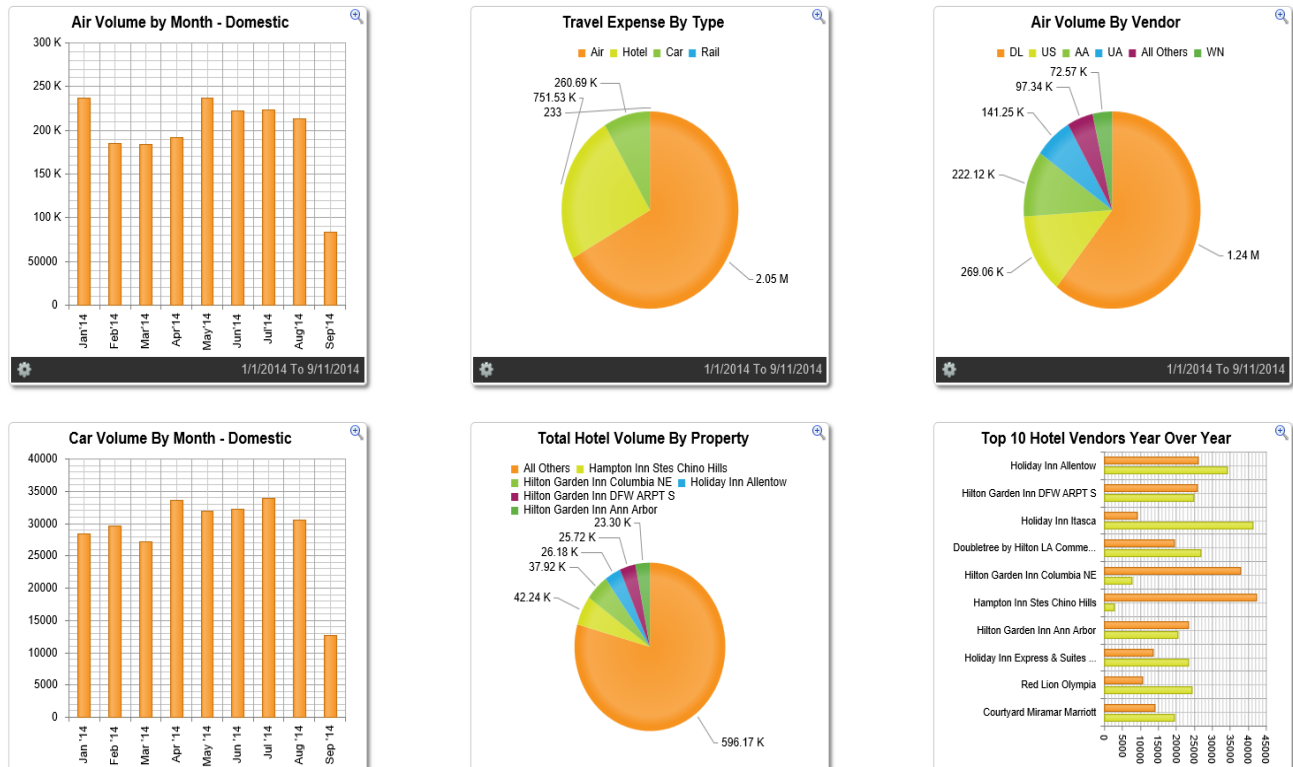 Air Volume by Month - Domestic
300 K
250 K
200 K
150 K
100 K
50000
0
Jan'14
Feb'14
Mar'14
Apr'14
May'14
Jun'14
Jul'14
Aug'14
Sep'14
1/1/2014 To 9/11/2014
Travel Expense By Type
Air Hotel Car Rail
260.69 K
751.53 K
233
2.05 M
1/1/2014 To 9/11/2014
Air Volume By Vendor
DL US AA UA All Others WN
72.57 K
97.34 K
141.25 K
222.12 K
269.06 K
1.24 M
1/1/2014 To 9/11/2014
Car Volume By Month - Domestic
40000
35000
30000
25000
20000
15000
10000
5000
0
Jan '14
Feb '14
Mar '14
Apr '14
May '14
Jun '14
Jul '14
Aug '14
Sep '14
Total Hotel Volume By Property
All Others Hampton Inn Stes Chino Hills
Hilton Garden Inn Columbia NE Holiday Inn Allentow
Hilton Garden Inn DFW ARPT S
Hilton Garden Inn Ann Arbor
23.30 K
25.72 K
26.18 K
37.92 K
42.24 K
596.17 K
Top 10 Hotel Vendors Year Over Year
Holiday Inn Allentow
Hilton Garden Inn DFW ARPT S
Holiday Inn Itasca
Doubletree by Hilton LA Comme...
Hilton Garden Inn Columbia NE
Hampton Inn Stes Chino Hills
Hilton Garden Inn Ann Arbor
Holiday Inn Express & Suites ...
Red Lion Olympia
Courtyard Miramar Marriott
0
5000
10000
15000
20000
25000
30000
35000
40000
45000